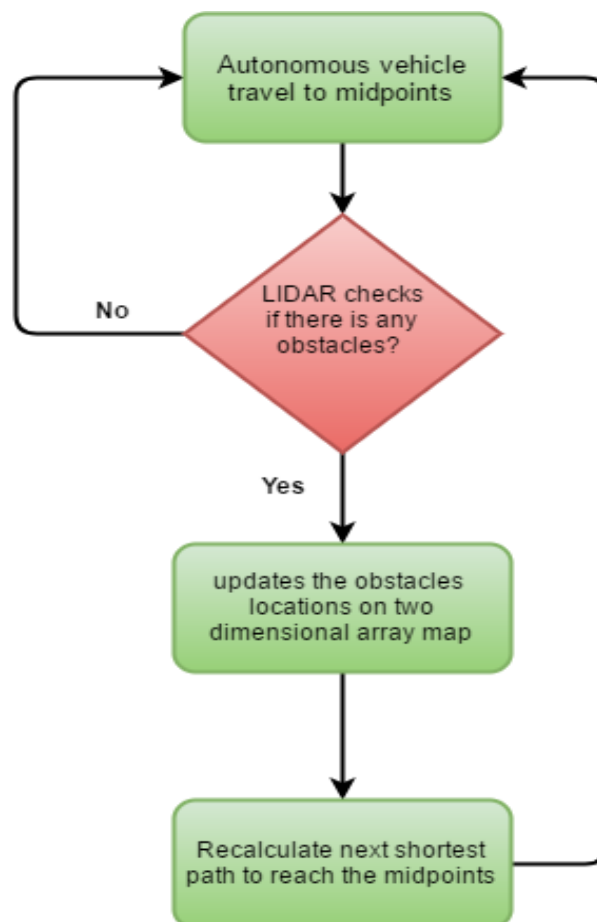 Autonomous vehicle
travel to midpoints
LIDAR checks
if there is any
obstacles?
No
Yes
updates the obstacles
locations on two
dimensional array map
Recalculate next shortest
path to reach the midpoints